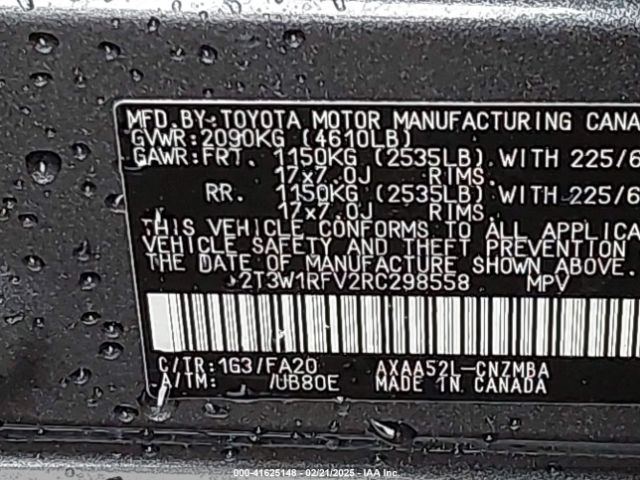 MFD.BY:TOYOTA MOTOR MANUFACTURING CANA
GVWR:2090KG (4610LB)
GAWR:FRT. 1150KG (2535LB) WITH 225/6
17x7.0J RIMS,
RR. 1150KG (2535LB) WITH 225/6
17x7.0J RIMS,
THIS VEHICLE CONFORMS TO ALL APPLICA
VEHICLE SAFETY AND THEFT PREVENTION
THE DATE OF MANUFACTURE SHOWN ABOVE.
2T3W1RFV2RC298558 MPV
C/TR:1G3/FA20 AXAA52L-CNZMBA
A/TM: /UB80E MADE IN CANADA
000-41625148 - 02/21/2025 - IAA Inc.